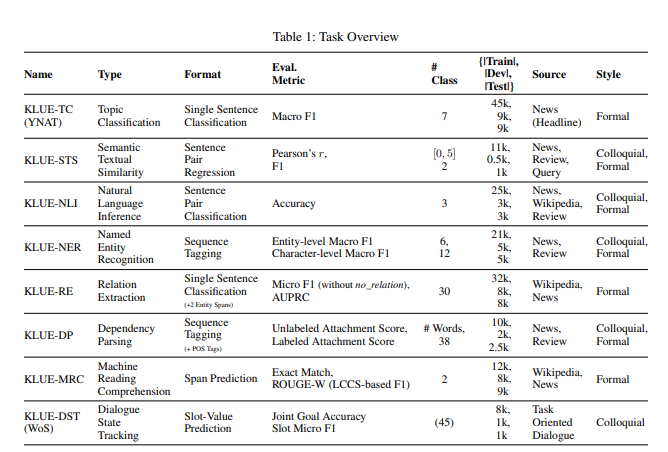 Table 1: Task Overview
Name Type Format Eval. Metric # Class {|Train|, |Dev|, |Test|} Source Style
KLUE-TC (YNAT) Topic Classification Single Sentence Classification Macro F1 7 45k, 9k, 9k News (Headline) Formal
KLUE-STS Semantic Textual Similarity Sentence Pair Regression Pearson's r, F1 [0, 5] 2 11k, 0.5k, 1k News, Review, Query Colloquial, Formal
KLUE-NLI Natural Language Inference Sentence Pair Classification Accuracy 3 25k, 3k, 3k News, Wikipedia, Review Colloquial, Formal
KLUE-NER Named Entity Recognition Sequence Tagging Entity-level Macro F1 Character-level Macro F1 6, 12 21k, 5k, 5k News, Review Colloquial, Formal
KLUE-RE Relation Extraction Single Sentence Classification (+2 Entity Spans) Micro F1 (without no_relation), AUPRC 30 32k, 8k, 8k Wikipedia, News Formal
KLUE-DP Dependency Parsing Sequence Tagging (+ POS Tags) Unlabeled Attachment Score, Labeled Attachment Score # Words, 38 10k, 2k, 2.5k News, Review Colloquial, Formal
KLUE-MRC Machine Reading Comprehension Span Prediction Exact Match, ROUGE-W (LCCS-based F1) 2 12k, 8k, 9k Wikipedia, News Formal
KLUE-DST (WoS) Dialogue State Tracking Slot-Value Prediction Joint Goal Accuracy Slot Micro F1 (45) 8k, 1k, 1k Task Oriented Dialogue Colloquial